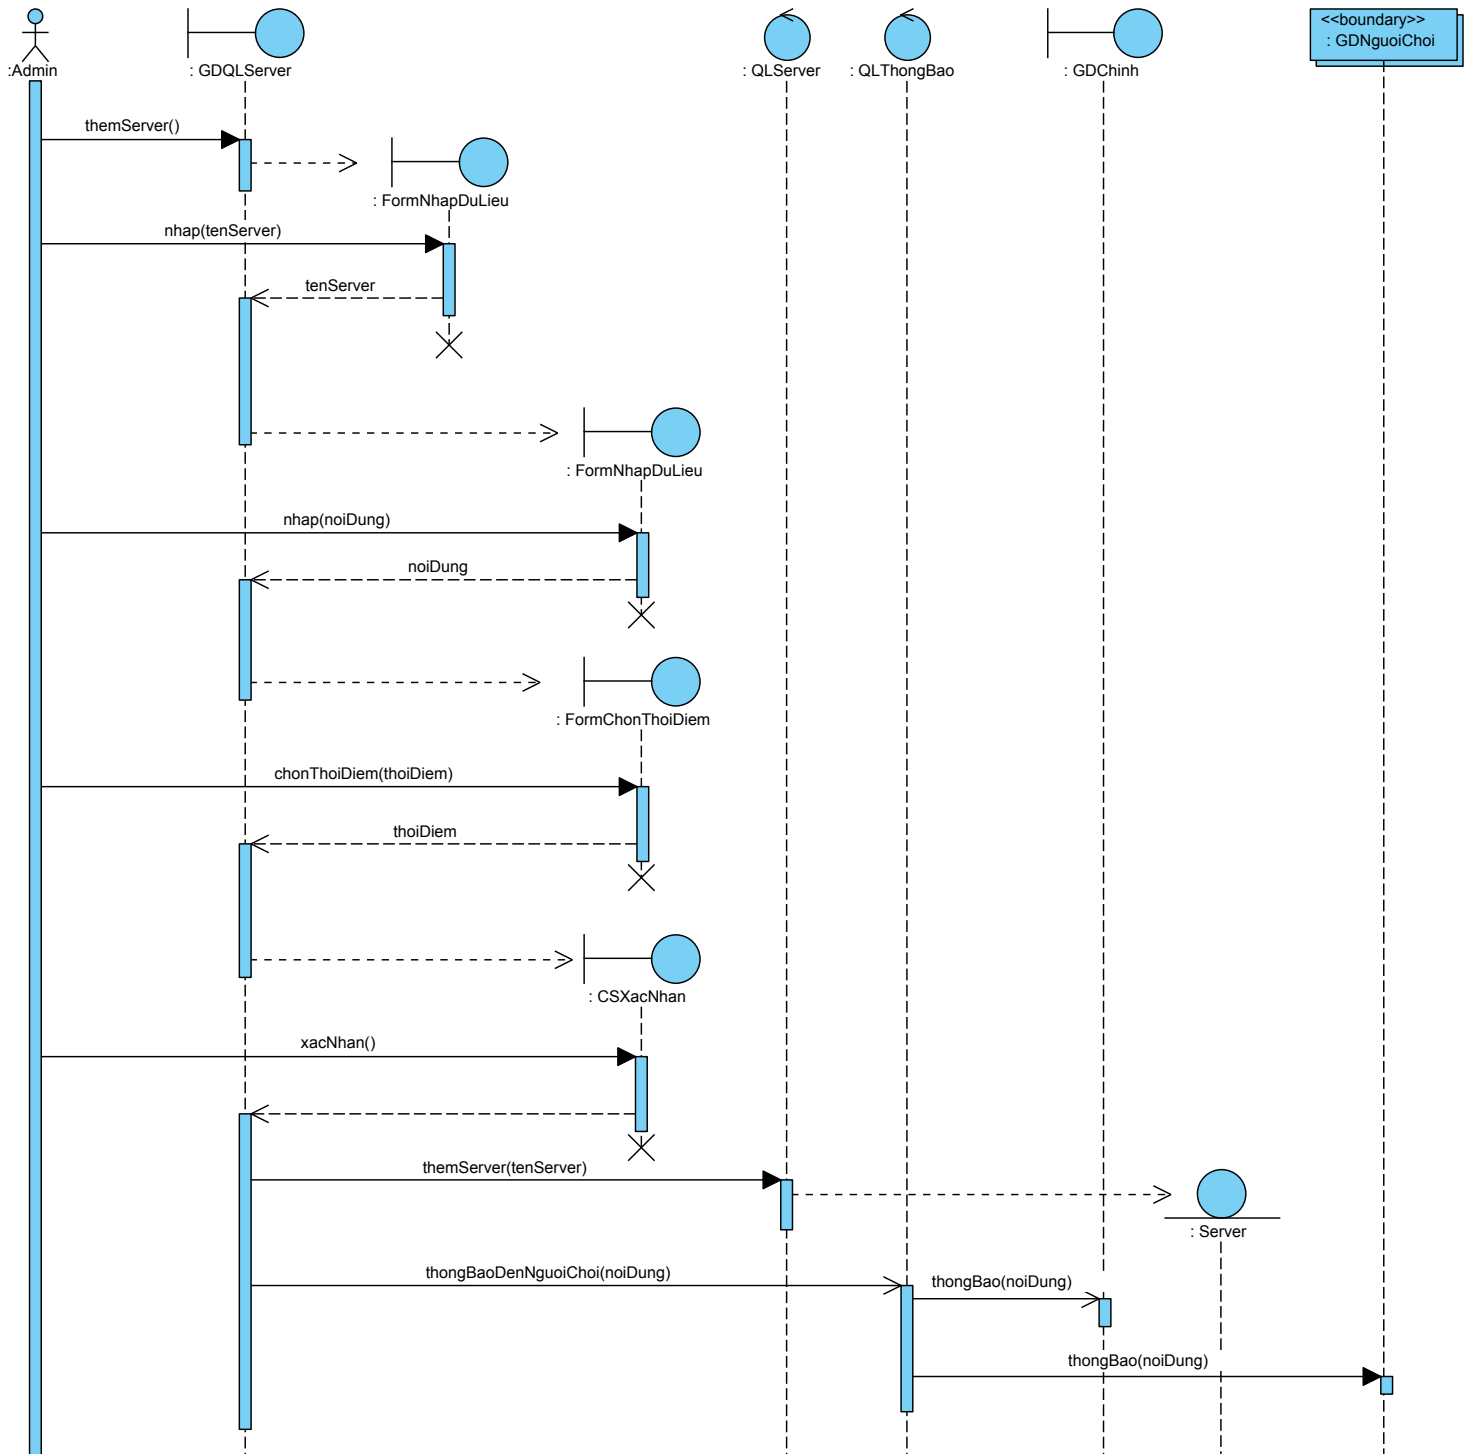 <<boundary>>
: GDNguoiChoi
:Admin
: GDQLServer
: QLServer
: QLThongBao
: GDChinh
themServer()
: FormNhapDuLieu
nhap(tenServer)
tenServer
: FormNhapDuLieu
nhap(noiDung)
noiDung
: FormChonThoiDiem
chonThoiDiem(thoiDiem)
thoiDiem
: CSXacNhan
xacNhan()
themServer(tenServer)
: Server
thongBaoDenNguoiChoi(noiDung)
thongBao(noiDung)
thongBao(noiDung)